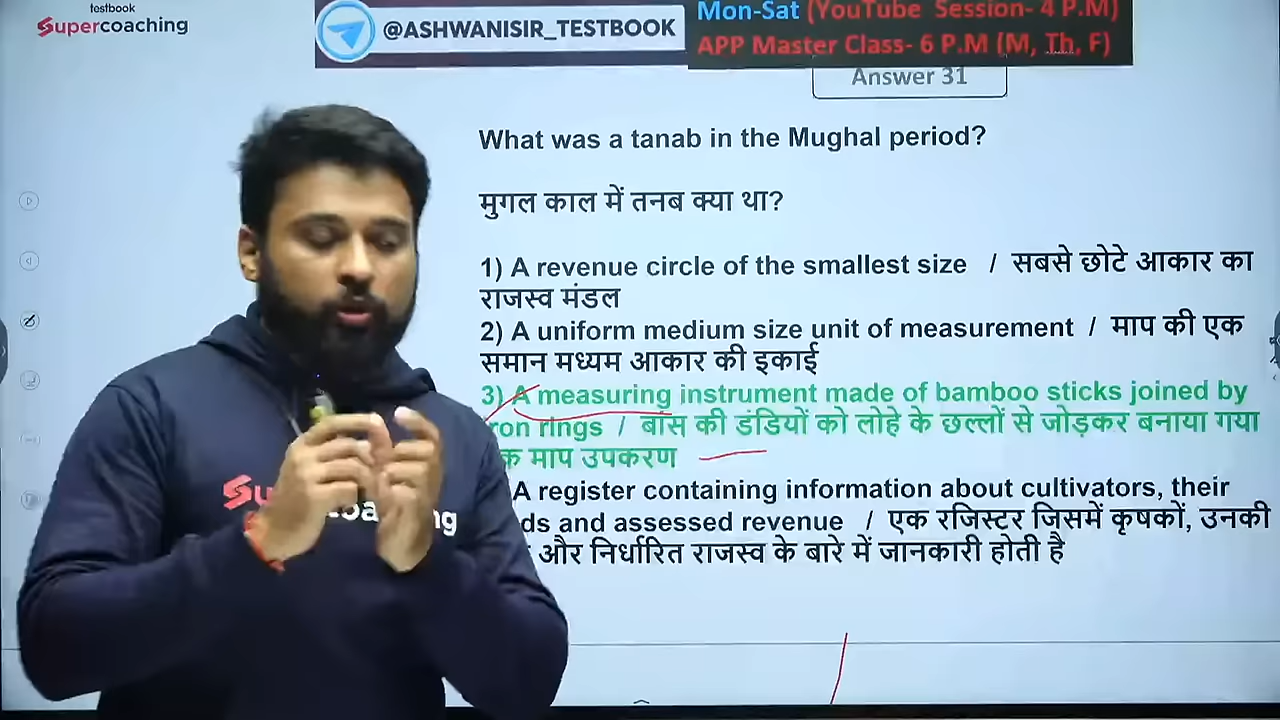 testbook
Supercoaching
@ASHWANISIR_TESTBOOK
Mon-Sat (YouTube Session- 4 P.M)
APP Master Class- 6 P.M (M, Th, F)
Answer 31
What was a tanab in the Mughal period?
मुगल काल में तनब क्या था?
1) A revenue circle of the smallest size / सबसे छोटे आकार का
राजस्व मंडल
2) A uniform medium size unit of measurement / माप की एक
समान मध्यम आकार की इकाई
3) A measuring instrument made of bamboo sticks joined by
ron rings / बांस की डंडियों को लोहे के छल्लों से जोड़कर बनाया गया
क माप उपकरण
A register containing information about cultivators, their
ds and assessed revenue / एक रजिस्टर जिसमें कृषकों, उनकी
और निर्धारित राजस्व के बारे में जानकारी होती है